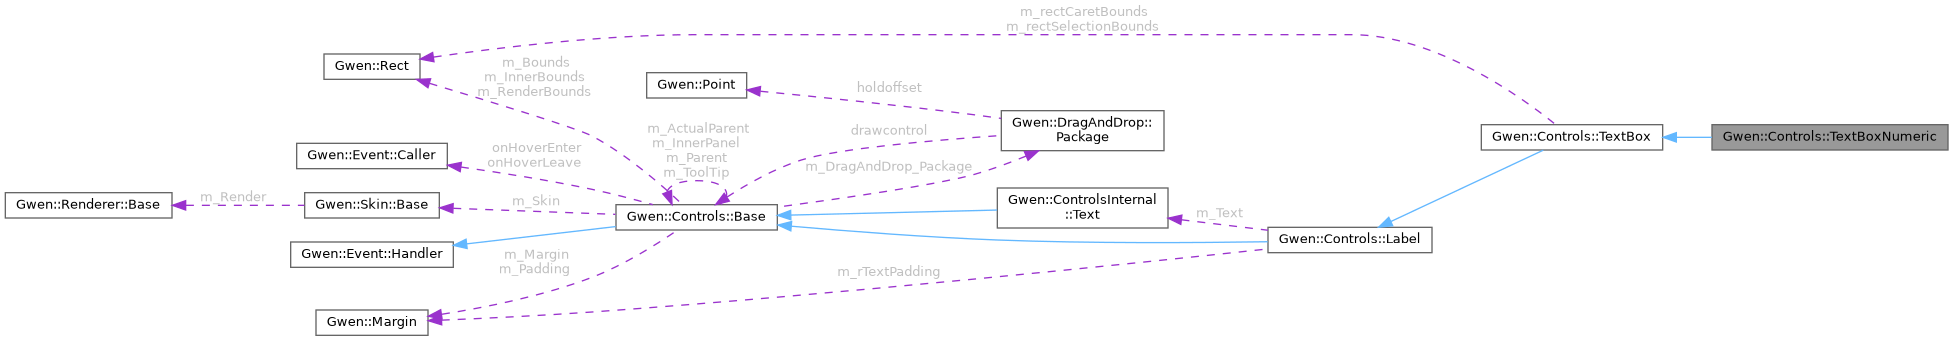 m_rectCaretBounds
m_rectSelectionBounds
Gwen::Rect
m_Bounds
m_InnerBounds
m_RenderBounds
Gwen::Point
holdoffset
Gwen::DragAndDrop::
Package
drawcontrol
m_DragAndDrop_Package
Gwen::Controls::TextBox
Gwen::Controls::TextBoxNumeric
m_ActualParent
m_InnerPanel
m_Parent
m_ToolTip
Gwen::Event::Caller
onHoverEnter
onHoverLeave
Gwen::Renderer::Base
m_Render
Gwen::Skin::Base
m_Skin
Gwen::Controls::Base
Gwen::ControlsInternal
::Text
m_Text
Gwen::Controls::Label
Gwen::Event::Handler
m_Margin
m_Padding
m_rTextPadding
Gwen::Margin